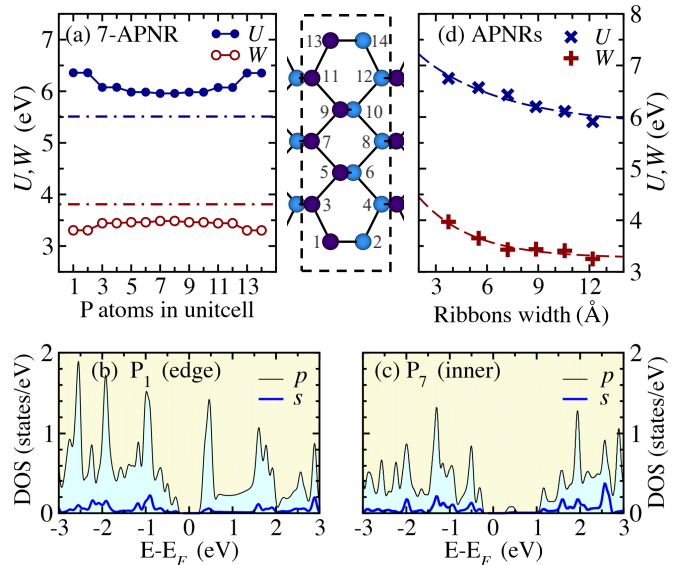 (a) 7-APNR
U
W
7
6
5
4
3
U,W (eV)
1 3 5 7 9 11 13
P atoms in unitcell
13 14
11 12
9 10
7 8
5 6
3 4
1 2
(d) APNRs
U
W
8
7
6
5
4
3
U,W (eV)
3 6 9 12
Ribbons width (Å)
(b) P1 (edge)
p
s
2
1
0
DOS (states/eV)
-3 -2 -1 0 1 2 3
E-EF (eV)
(c) P7 (inner)
p
s
2
1
0
DOS (states/eV)
-3 -2 -1 0 1 2 3
E-EF (eV)